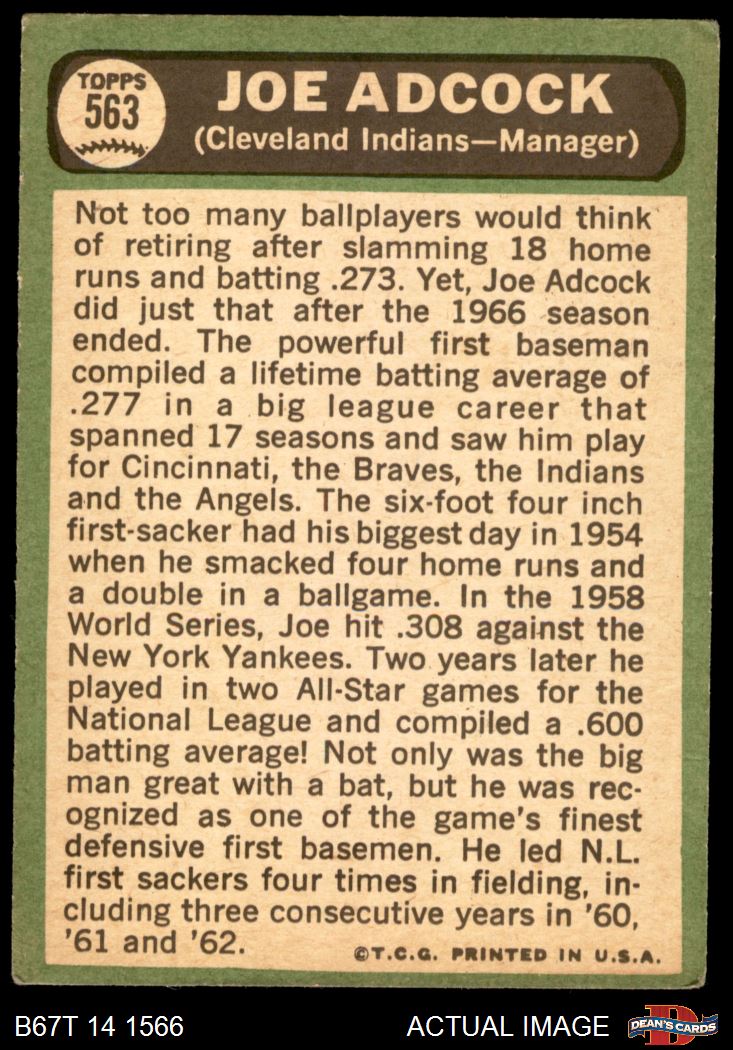 TOPPS
563
JOE ADCOCK
(Cleveland Indians—Manager)
Not too many ballplayers would think
of retiring after slamming 18 home
runs and batting .273. Yet, Joe Adcock
did just that after the 1966 season
ended. The powerful first baseman
compiled a lifetime batting average of
.277 in a big league career that
spanned 17 seasons and saw him play
for Cincinnati, the Braves, the Indians
and the Angels. The six-foot four inch
first-sacker had his biggest day in 1954
when he smacked four home runs and
a double in a ballgame. In the 1958
World Series, Joe hit .308 against the
New York Yankees. Two years later he
played in two All-Star games for the
National League and compiled a .600
batting average! Not only was the big
man great with a bat, but he was rec-
ognized as one of the game's finest
defensive first basemen. He led N.L.
first sackers four times in fielding, in-
cluding three consecutive years in '60,
'61 and '62.
©T.C.G. PRINTED IN U.S.A.
B67T 14 1566
ACTUAL IMAGE
D
DEAN'S CARDS